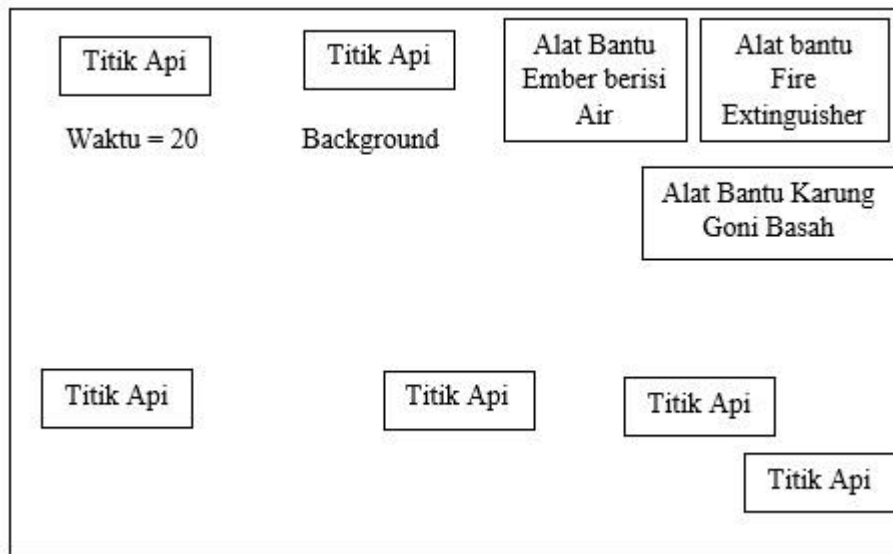 Titik Api
Titik Api
Alat Bantu
Ember berisi
Air
Alat bantu
Fire
Extinguisher
Waktu = 20
Background
Alat Bantu Karung
Goni Basah
Titik Api
Titik Api
Titik Api
Titik Api